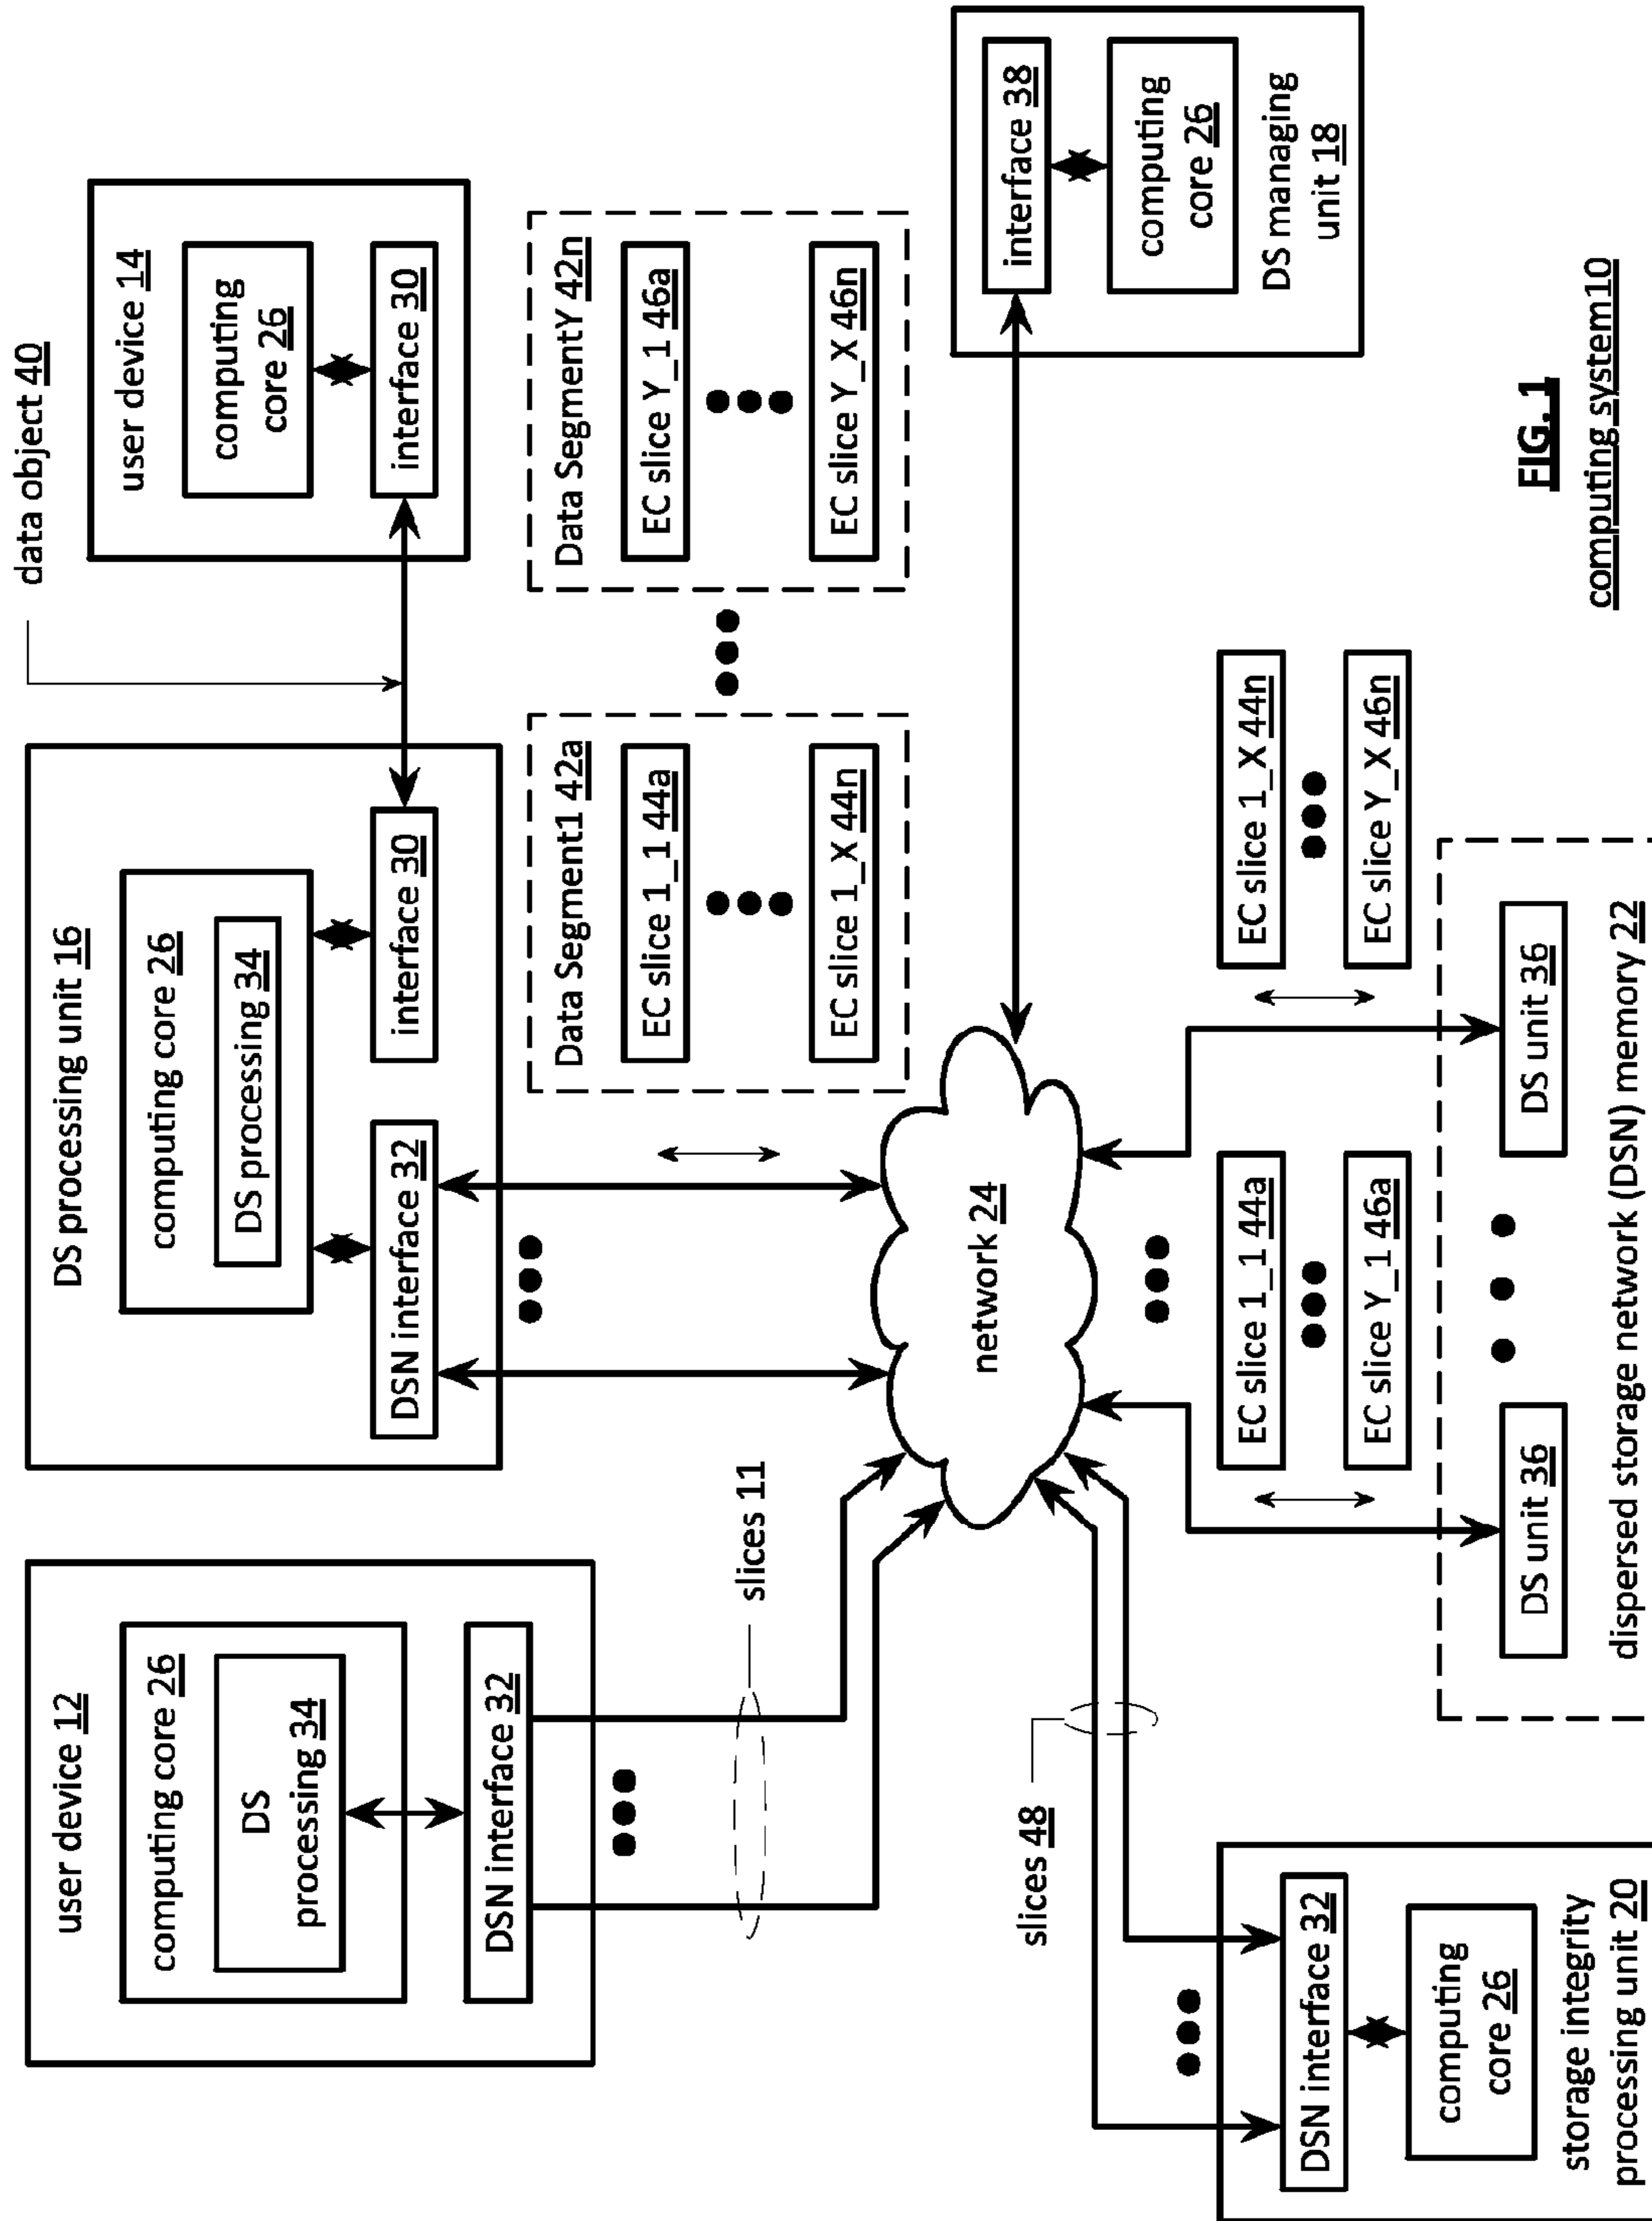 user device 12
computing core 26
DS
processing 34
DSN interface 32
slices 11
DS processing unit 16
computing core 26
DS processing 34
DSN interface 32
interface 30
data object 40
user device 14
computing
core 26
interface 30
Data Segment1 42a
EC slice 1_1 44a
EC slice 1_X 44n
Data SegmentY 42n
EC slice Y_1 46a
EC slice Y_X 46n
network 24
slices 48
DSN interface 32
computing
core 26
storage integrity
processing unit 20
EC slice 1_1 44a
EC slice Y_1 46a
EC slice 1_X 44n
EC slice Y_X 46n
DS unit 36
DS unit 36
dispersed storage network (DSN) memory 22
interface 38
computing
core 26
DS managing
unit 18
FIG. 1
computing system10